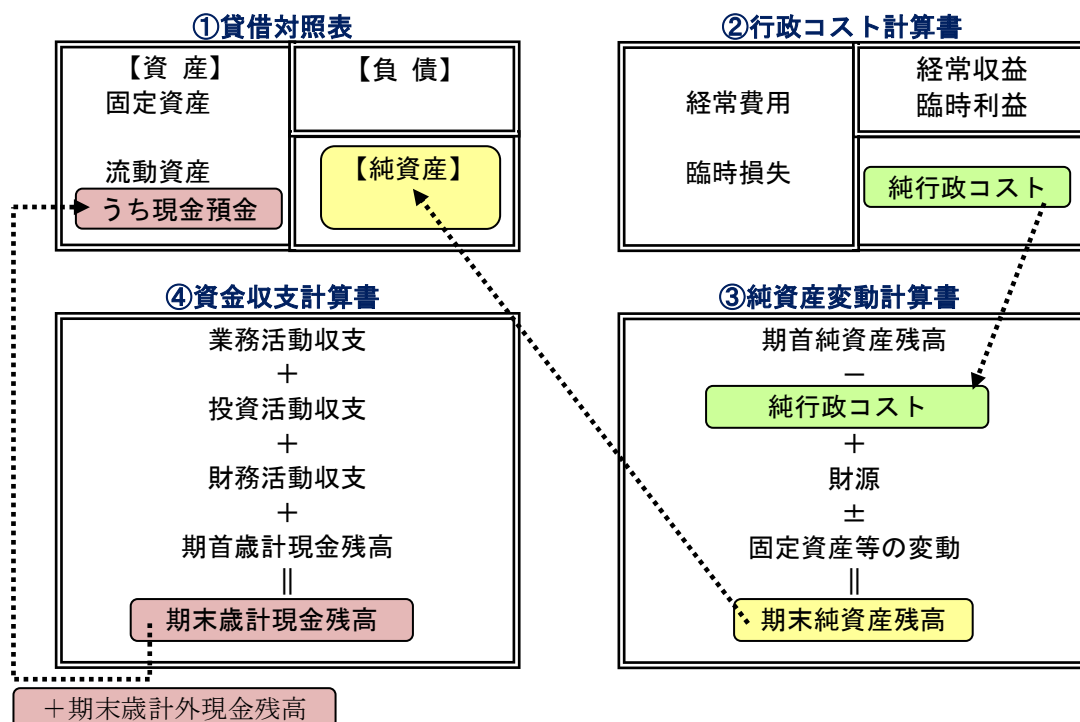 ①貸借対照表
【資 産】
固定資産
流動資産
うち現金預金
【負 債】
【純資産】
②行政コスト計算書
経常費用
臨時損失
経常収益
臨時利益
純行政コスト
④資金収支計算書
業務活動収支
＋
投資活動収支
＋
財務活動収支
＋
期首歳計現金残高
||
期末歳計現金残高
＋期末歳計外現金残高
③純資産変動計算書
期首純資産残高
－
純行政コスト
＋
財源
±
固定資産等の変動
||
期末純資産残高